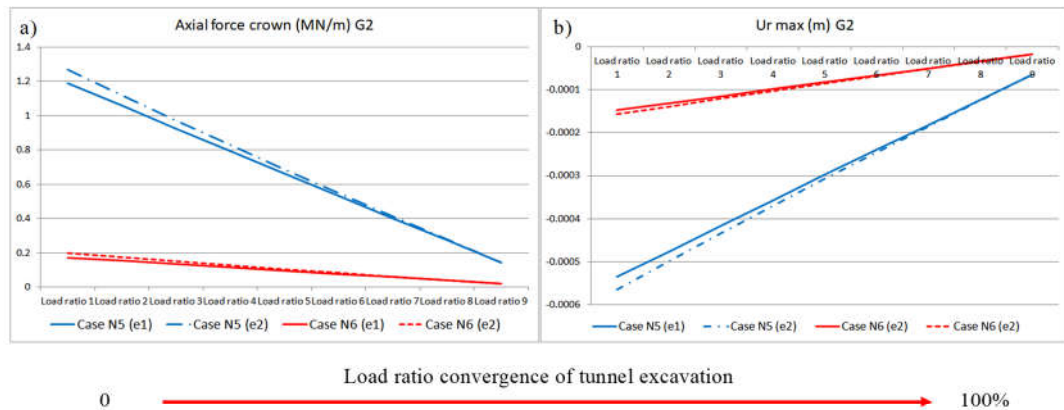 a)
Axial force crown (MN/m) G2
1.4
1.2
1
0.8
0.6
0.4
0.2
0
Load ratio 1 Load ratio 2 Load ratio 3 Load ratio 4 Load ratio 5 Load ratio 6 Load ratio 7 Load ratio 8 Load ratio 9
Case N5 (e1) Case N5 (e2) Case N6 (e1) Case N6 (e2)
b)
Ur max (m) G2
0
-0.0001
-0.0002
-0.0003
-0.0004
-0.0005
-0.0006
Load ratio Load ratio Load ratio Load ratio Load ratio Load ratio Load ratio Load ratio Load ratio
1 2 3 4 5 6 7 8 9
Case N5 (e1) Case N5 (e2) Case N6 (e2) Case N6 (e2)
Load ratio convergence of tunnel excavation
0 100%